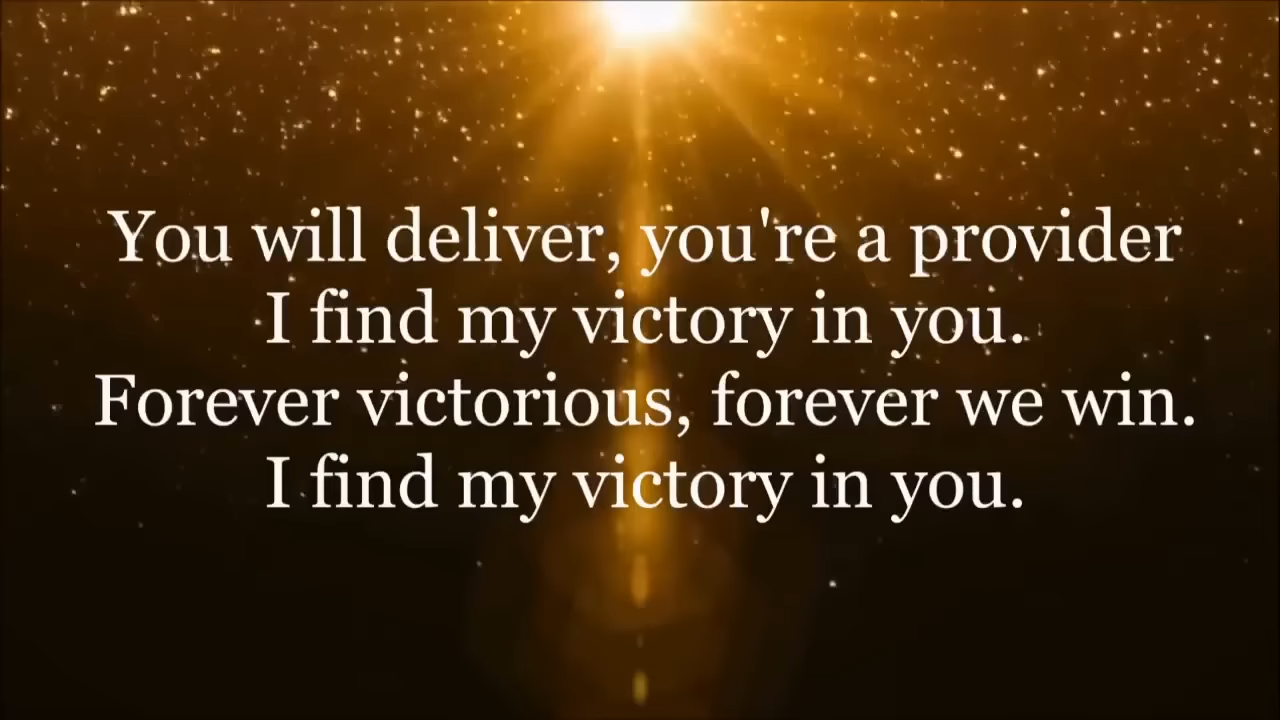 You will deliver, you're a provider
I find my victory in you.
Forever victorious, forever we win.
I find my victory in you.